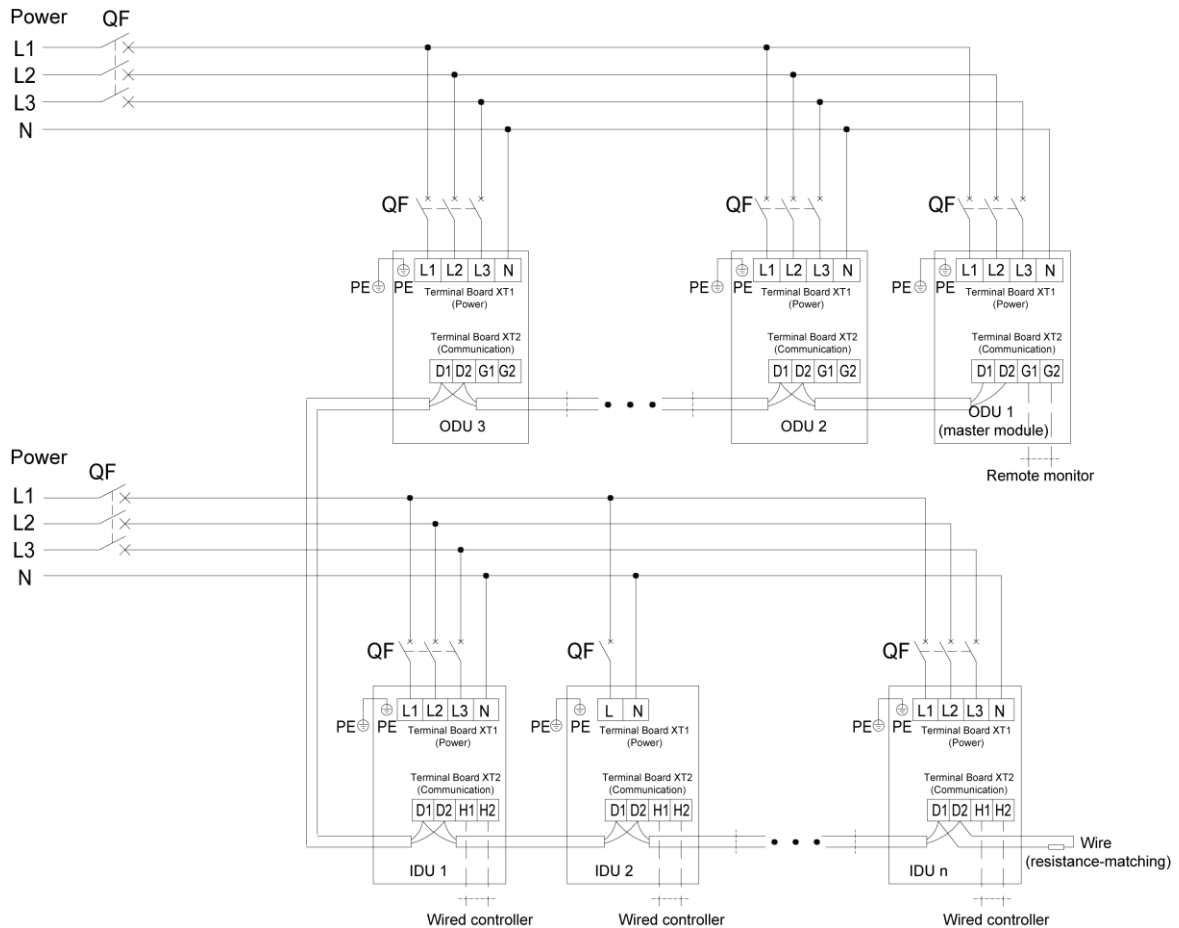 Power QF
L1
L2
L3
N
QF QF QF
L1 L2 L3 N L1 L2 L3 N L1 L2 L3 N
PE PE PE PE PE PE
Terminal Board XT1 Terminal Board XT1 Terminal Board XT1
(Power) (Power) (Power)
Terminal Board XT2 Terminal Board XT2 Terminal Board XT2
(Communication) (Communication) (Communication)
D1 D2 G1 G2 D1 D2 G1 G2 D1 D2 G1 G2
ODU 3 ODU 2 ODU 1
(master module)
Remote monitor
Power QF
L1
L2
L3
N
QF QF QF
L1 L2 L3 N L N L1 L2 L3 N
PE PE PE PE PE PE
Terminal Board XT1 Terminal Board XT1 Terminal Board XT1
(Power) (Power) (Power)
Terminal Board XT2 Terminal Board XT2 Terminal Board XT2
(Communication) (Communication) (Communication)
D1 D2 H1 H2 D1 D2 H1 H2 D1 D2 H1 H2
Wire
(resistance-matching)
IDU 1 IDU 2 IDU n
Wired controller Wired controller Wired controller